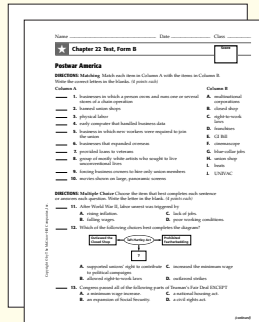 Name Date Class
Chapter 22 Test, Form B
Postwar America
DIRECTIONS: Matching Match each item in Column A with the items in Column B.
Write the correct letters in the blanks. (4 points each)
Column A Column B
1. businesses in which a person owns and runs one or several stores of a chain operation
2. banned union shops
3. physical labor
4. early computer that handled business data
5. business in which new workers were required to join the union
6. businesses that expanded overseas
7. provided loans to veterans
8. group of mostly white artists who sought to live unconventional lives
9. forcing business owners to hire only union members
10. movies shown on large, panoramic screens
A. multinational corporations
B. closed shop
C. right-to-work laws
D. franchises
E. GI Bill
F. cinemascope
G. blue-collar jobs
H. union shop
I. beats
J. UNIVAC
DIRECTIONS: Multiple Choice Choose the item that best completes each sentence
or answers each question. Write the letter in the blank. (4 points each)
11. After World War II, labor unrest was triggered by
A. rising inflation. C. lack of jobs.
B. falling wages. D. poor working conditions.
12. Which of the following choices best completes the diagram?
Outlawed the Closed Shop
Taft-Hartley Act
Prohibited Featherbedding
?
A. supported unions' right to contribute to political campaigns C. increased the minimum wage
B. allowed right-to-work laws D. outlawed strikes
13. Congress passed all of the following parts of Truman's Fair Deal EXCEPT
A. a minimum wage increase. C. a national housing act.
B. an expansion of Social Security. D. a civil rights act.
(continued)